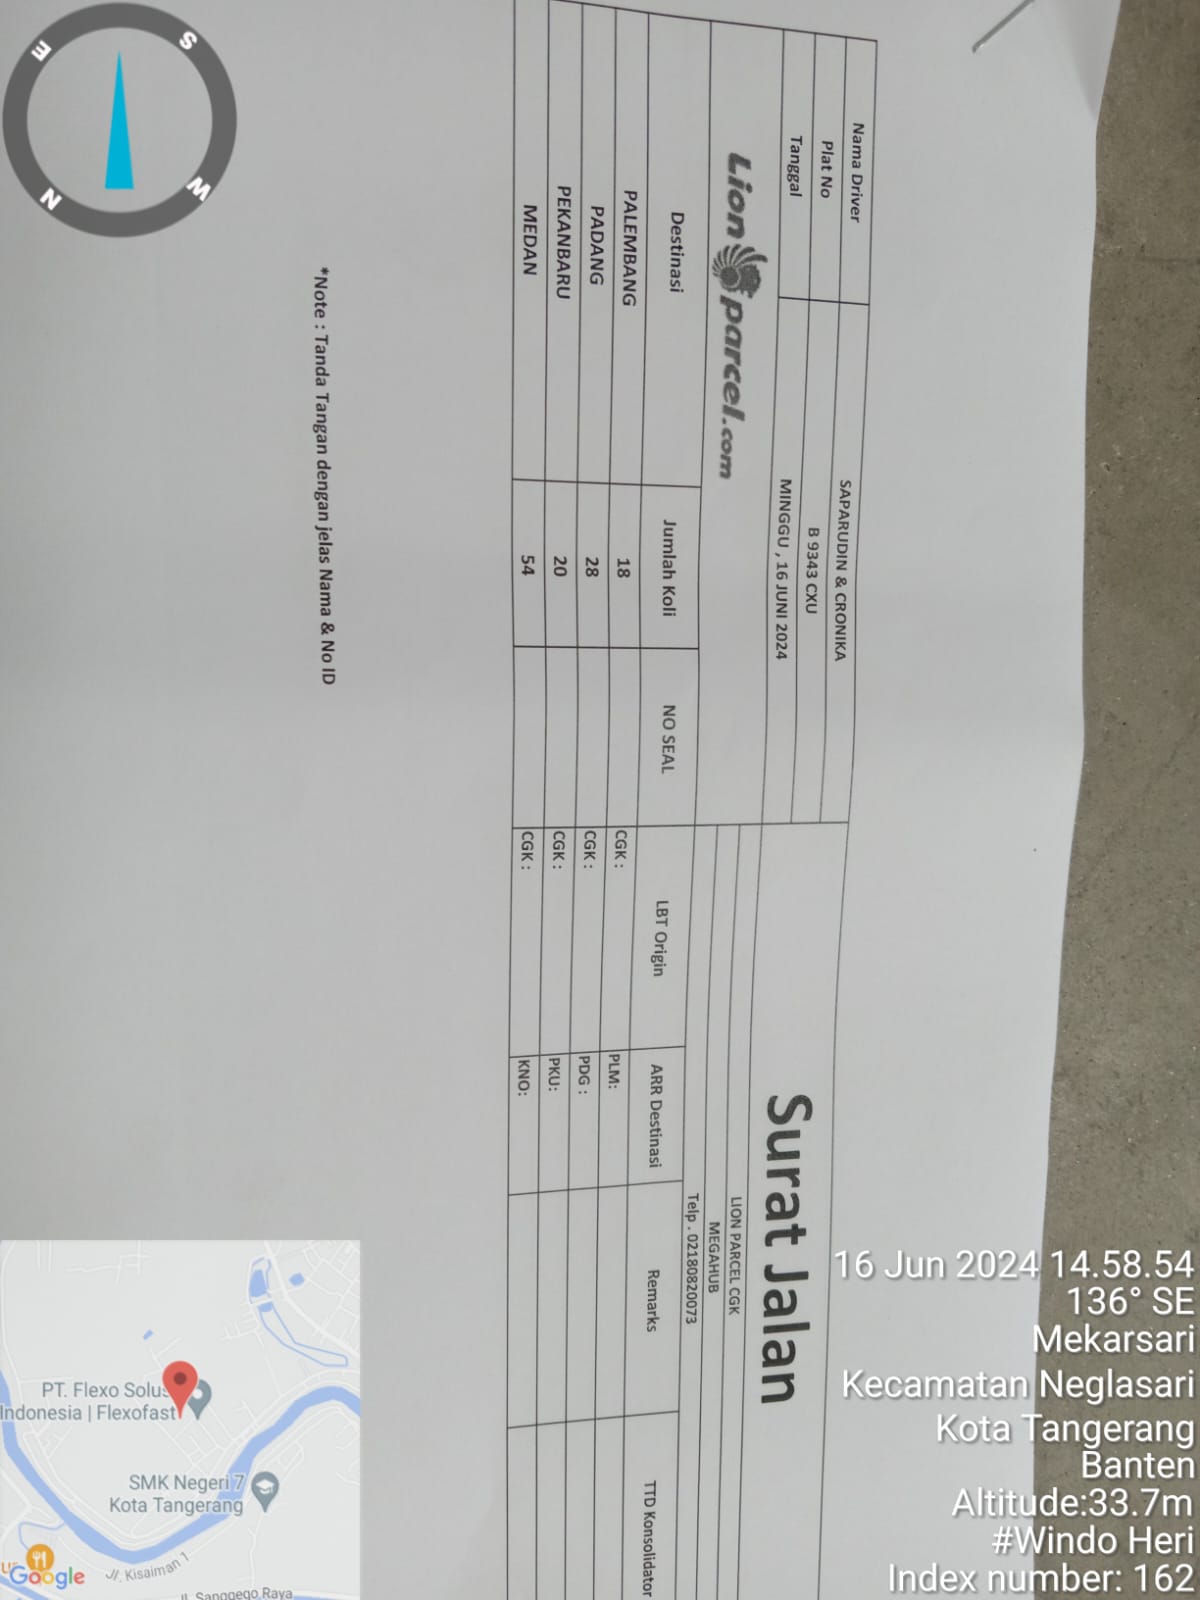 Nama Driver SAPARUDIN & CRONIKA
Plat No B 9343 CXU
Tanggal MINGGU , 16 JUNI 2024
Surat Jalan
Lion parcel.com
LION PARCEL CGK
MEGAHUB
Telp . 02180820073
Destinasi Jumlah Koli NO SEAL LBT Origin ARR Destinasi Remarks TTD Konsolidator
PALEMBANG 18 CGK : PLM:
PADANG 28 CGK : PDG :
PEKANBARU 20 CGK : PKU:
MEDAN 54 CGK : KNO:
*Note : Tanda Tangan dengan jelas Nama & No ID
S
E
W
N
16 Jun 2024 14.58.54
136° SE
Mekarsari
Kecamatan Neglasari
Kota Tangerang
Banten
Altitude:33.7m
#Windo Heri
Index number: 162
PT. Flexo Solus
Indonesia | Flexofast
SMK Negeri 7
Kota Tangerang
Jl. Kisaiman 1
Google
Jl. Sanggego Raya